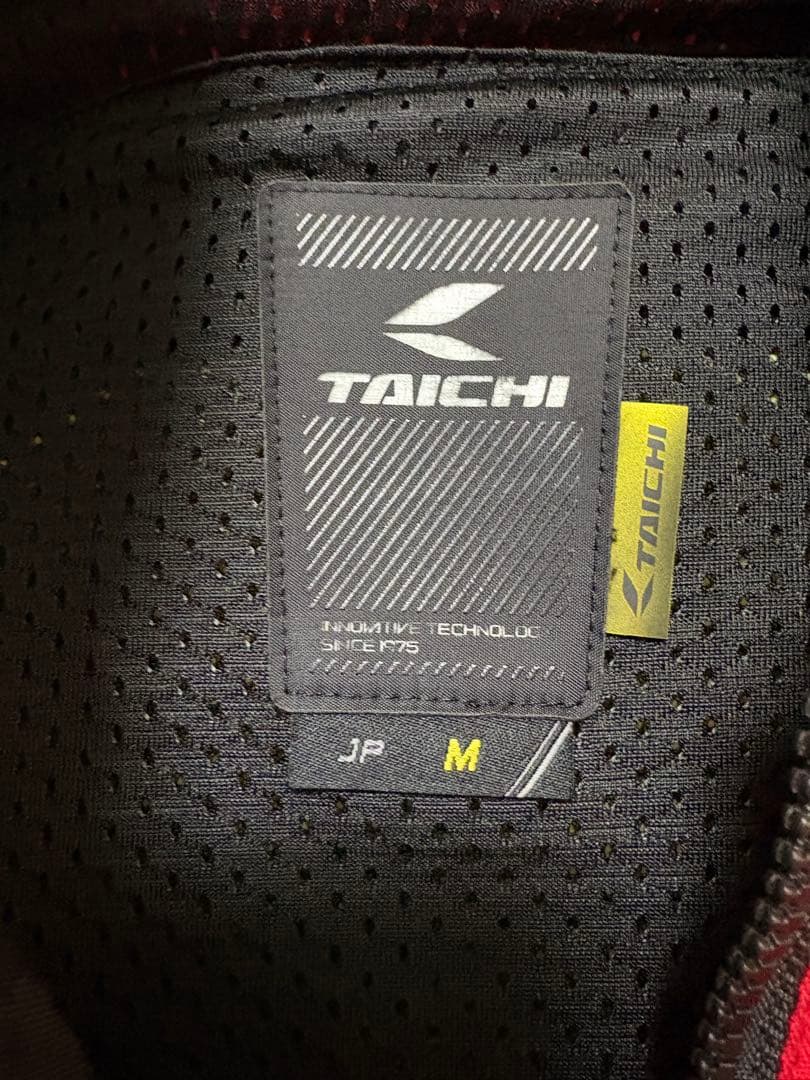 TAICHI
INNOVATIVE TECHNOLOG
SINCE 1975
TAICHI
JP M